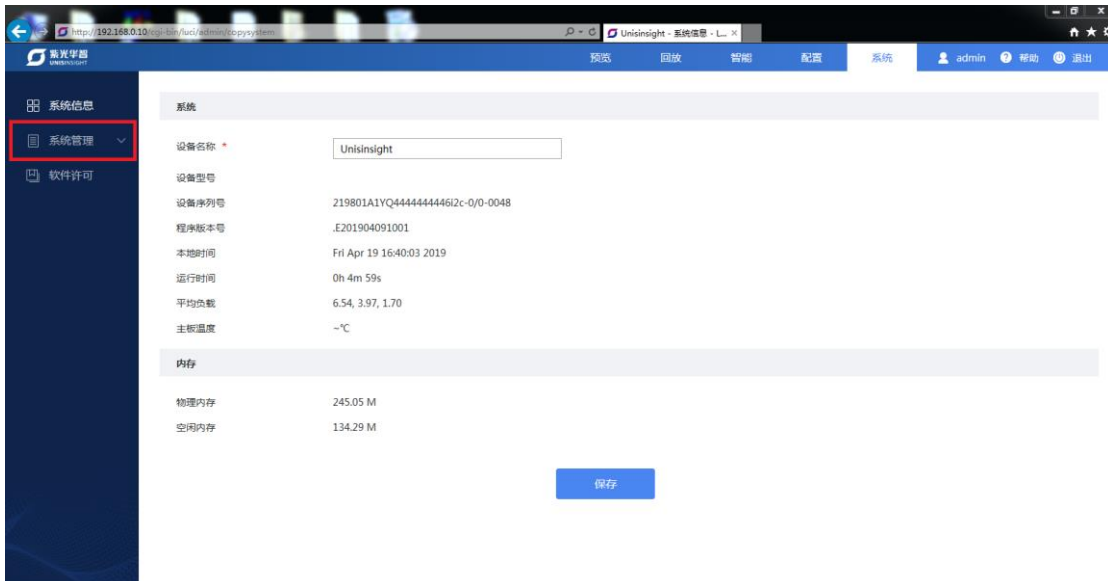 http://192.168.0.10/cgi-bin/luci/admin/copysystem
Unisinsight - 系统信息 - L...
紫光华智
UNISINSIGHT
预览 回放 智能 配置 系统 admin 帮助 退出
系统信息
系统管理
软件许可
系统
设备名称 * Unisinsight
设备型号
设备序列号 219801A1YQ4444444446i2c-0/0-0048
程序版本号 .E201904091001
本地时间 Fri Apr 19 16:40:03 2019
运行时间 0h 4m 59s
平均负载 6.54, 3.97, 1.70
主板温度 ~℃
内存
物理内存 245.05 M
空闲内存 134.29 M
保存